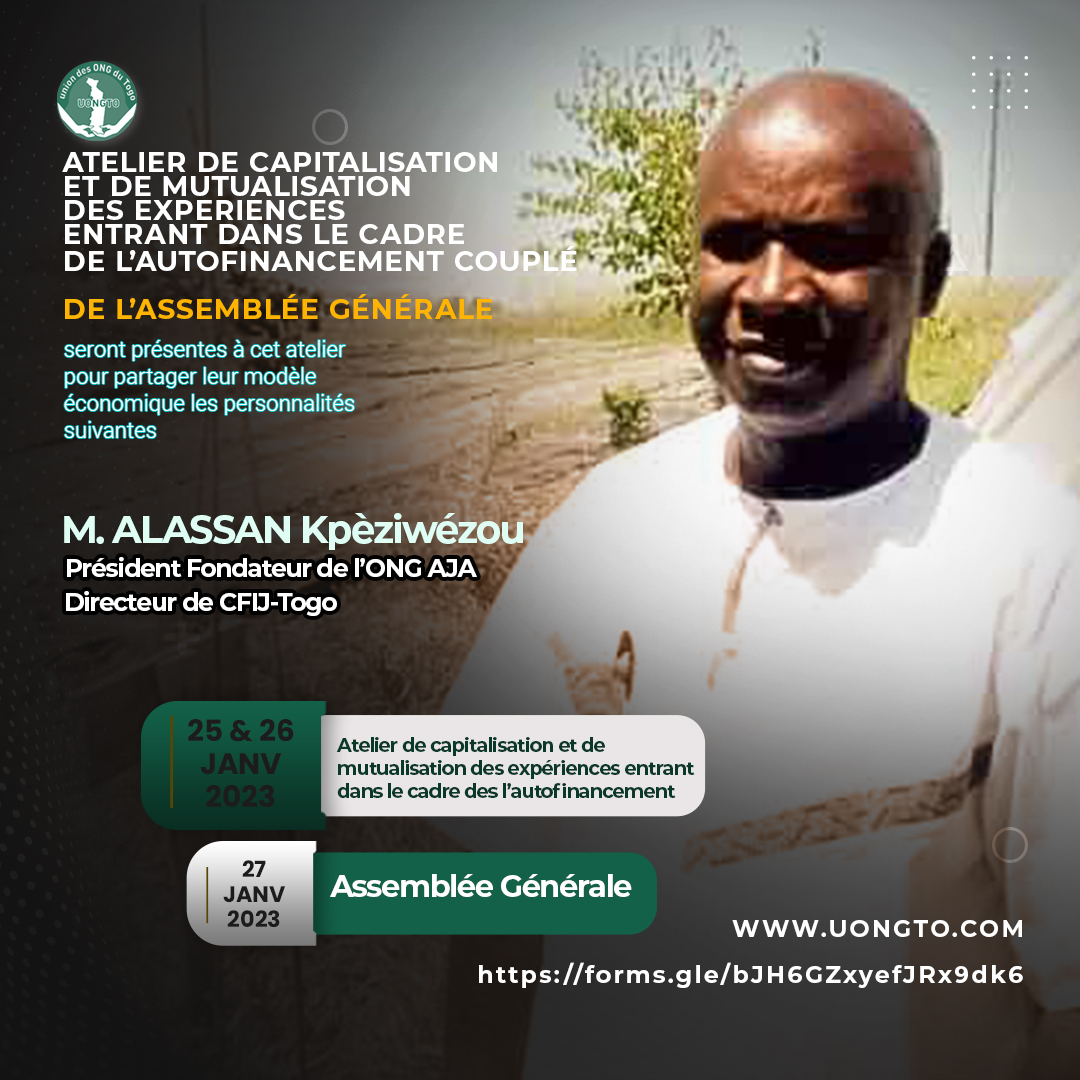 union des ONG du Togo
UONGTO
ATELIER DE CAPITALISATION
ET DE MUTUALISATION
DES EXPERIENCES
ENTRANT DANS LE CADRE
DE L’AUTOFINANCEMENT COUPLÉ
DE L’ASSEMBLÉE GÉNÉRALE
seront présentes à cet atelier
pour partager leur modèle
économique les personnalités
suivantes
M. ALASSAN Kpèziwézou
Président Fondateur de l’ONG AJA
Directeur de CFIJ-Togo
25 & 26
JANV
2023
Atelier de capitalisation et de
mutualisation des expériences entrant
dans le cadre des l’autofinancement
27
JANV
2023
Assemblée Générale
WWW.UONGTO.COM
https://forms.gle/bJH6GZxyefJRx9dk6